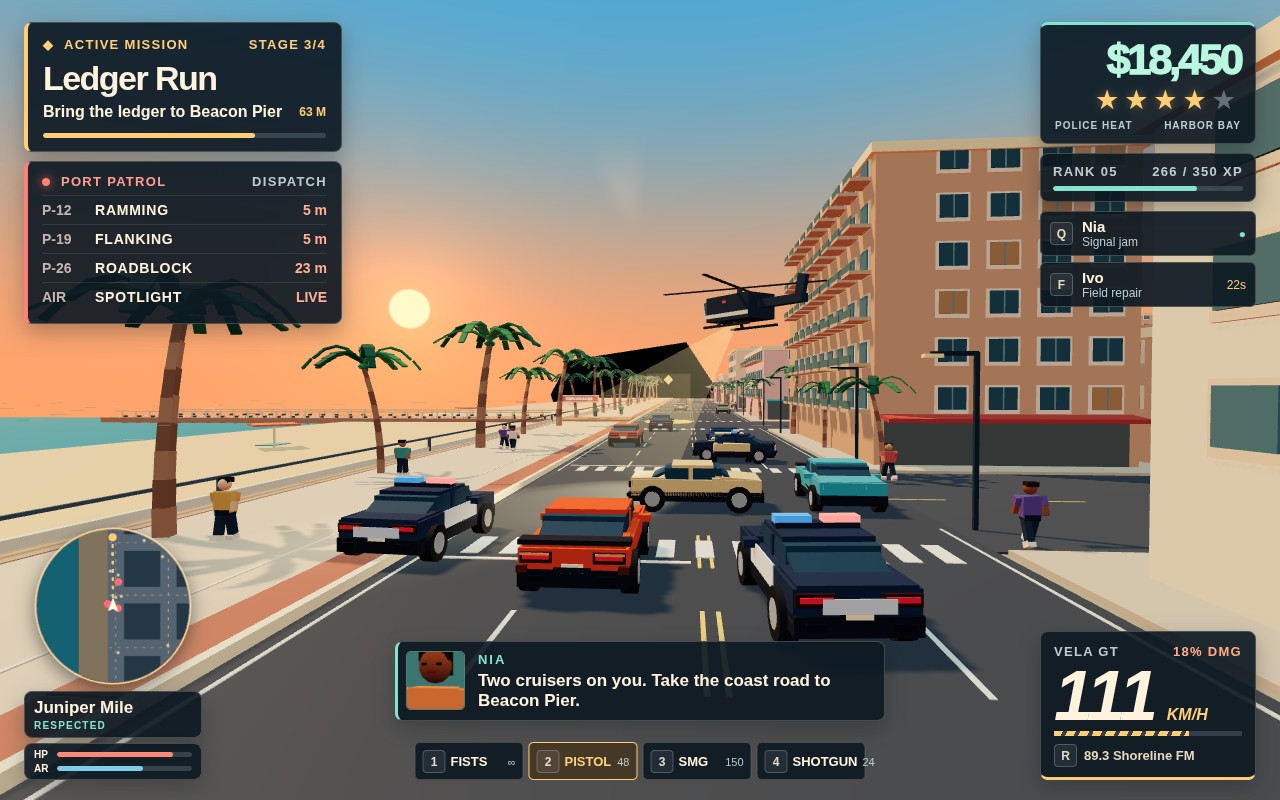 ◆ ACTIVE MISSION STAGE 3/4
Ledger Run
Bring the ledger to Beacon Pier 63 M
PORT PATROL DISPATCH
P-12 RAMMING 5 m
P-19 FLANKING 5 m
P-26 ROADBLOCK 23 m
AIR SPOTLIGHT LIVE
$18,450
★ ★ ★ ★ ★
POLICE HEAT HARBOR BAY
RANK 05 266 / 350 XP
Q Nia
Signal jam
F Ivo
Field repair 22s
Juniper Mile
RESPECTED
HP
AR
NIA
Two cruisers on you. Take the coast road to
Beacon Pier.
1 FISTS ∞ 2 PISTOL 48 3 SMG 150 4 SHOTGUN 24
VELA GT 18% DMG
111 KM/H
R 89.3 Shoreline FM